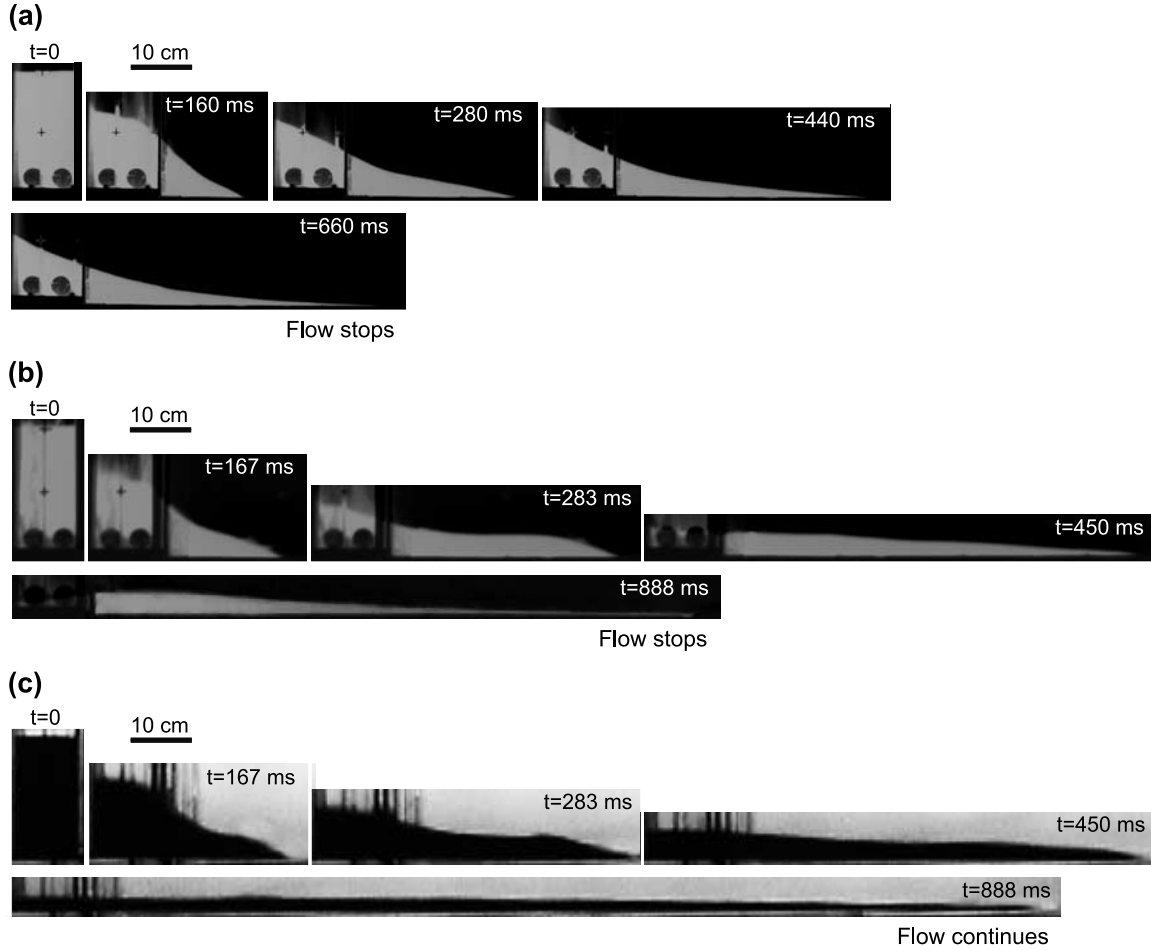 (a)
t=0
10 cm
t=160 ms
t=280 ms
t=440 ms
t=660 ms
Flow stops
(b)
t=0
10 cm
t=167 ms
t=283 ms
t=450 ms
t=888 ms
Flow stops
(c)
t=0
10 cm
t=167 ms
t=283 ms
t=450 ms
t=888 ms
Flow continues